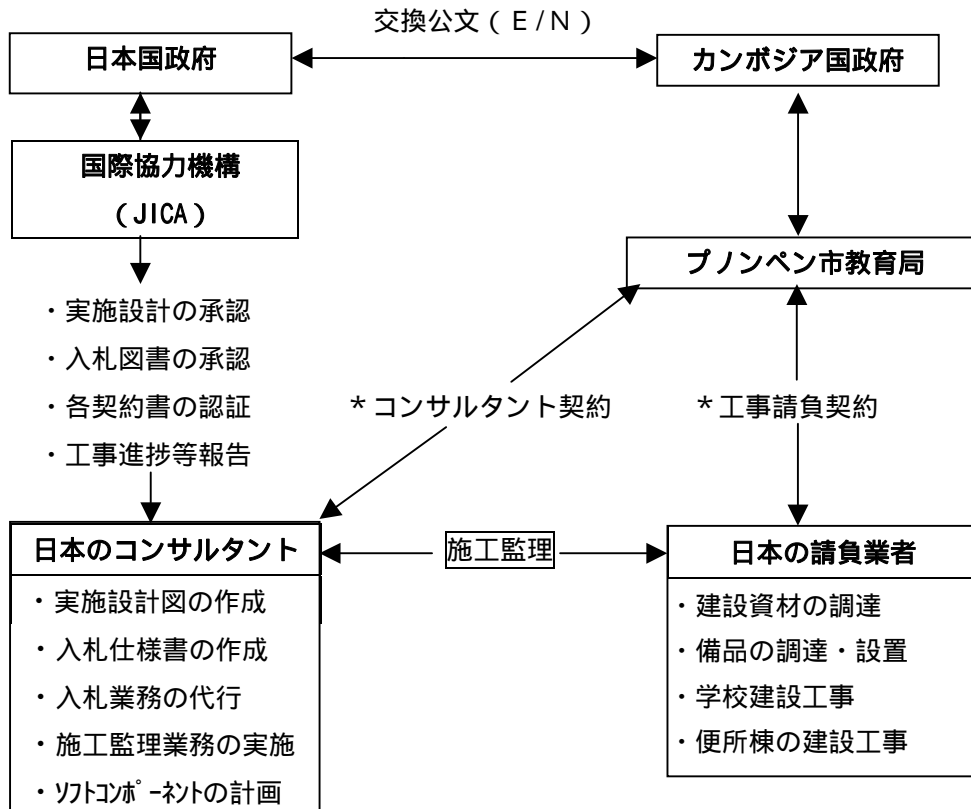 交換公文(E/N)
日本国政府
カンボジア国政府
国際協力機構
(JICA)
プノンペン市教育局
・実施設計の承認
・入札図書の承認
・各契約書の認証
・工事進捗等報告
*コンサルタント契約
*工事請負契約
日本のコンサルタント
・実施設計図の作成
・入札仕様書の作成
・入札業務の代行
・施工監理業務の実施
・ソフトコンポーネントの計画
施工監理
日本の請負業者
・建設資材の調達
・備品の調達・設置
・学校建設工事
・便所棟の建設工事